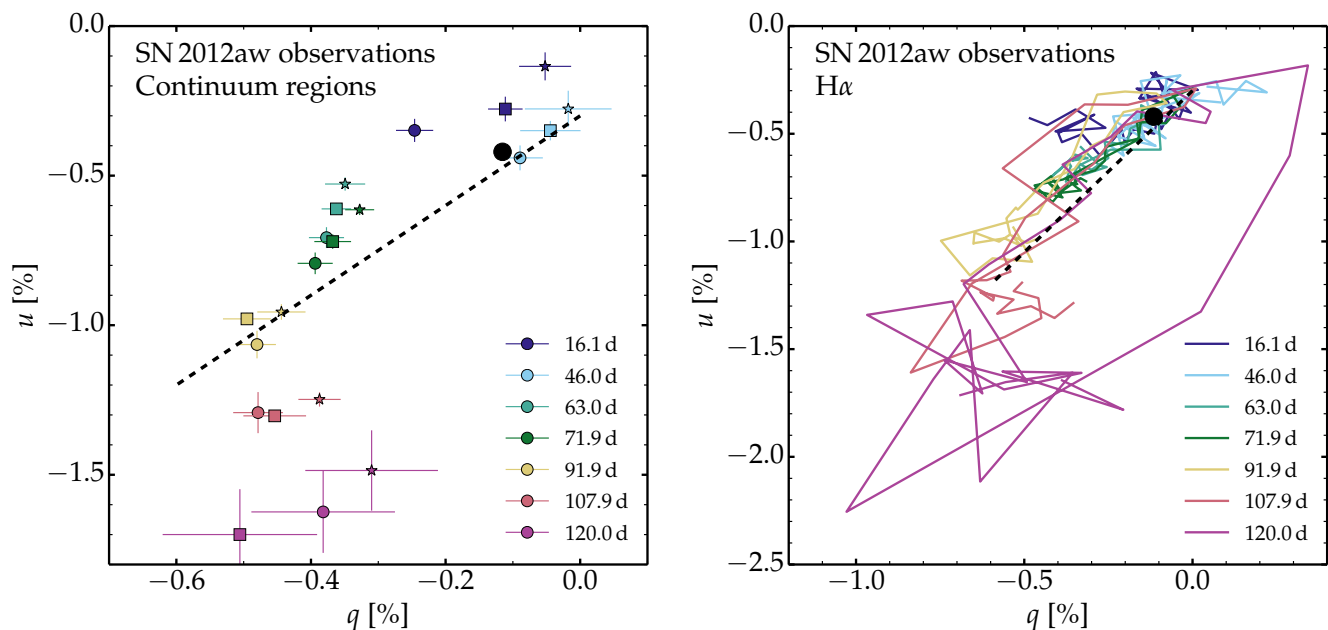 SN 2012aw observations
Continuum regions
0.0
−0.5
−1.0
−1.5
u [%]
−0.6
−0.4
−0.2
0.0
q [%]
16.1 d
46.0 d
63.0 d
71.9 d
91.9 d
107.9 d
120.0 d
SN 2012aw observations
Hα
0.0
−0.5
−1.0
−1.5
−2.0
−2.5
u [%]
−1.0
−0.5
0.0
q [%]
16.1 d
46.0 d
63.0 d
71.9 d
91.9 d
107.9 d
120.0 d